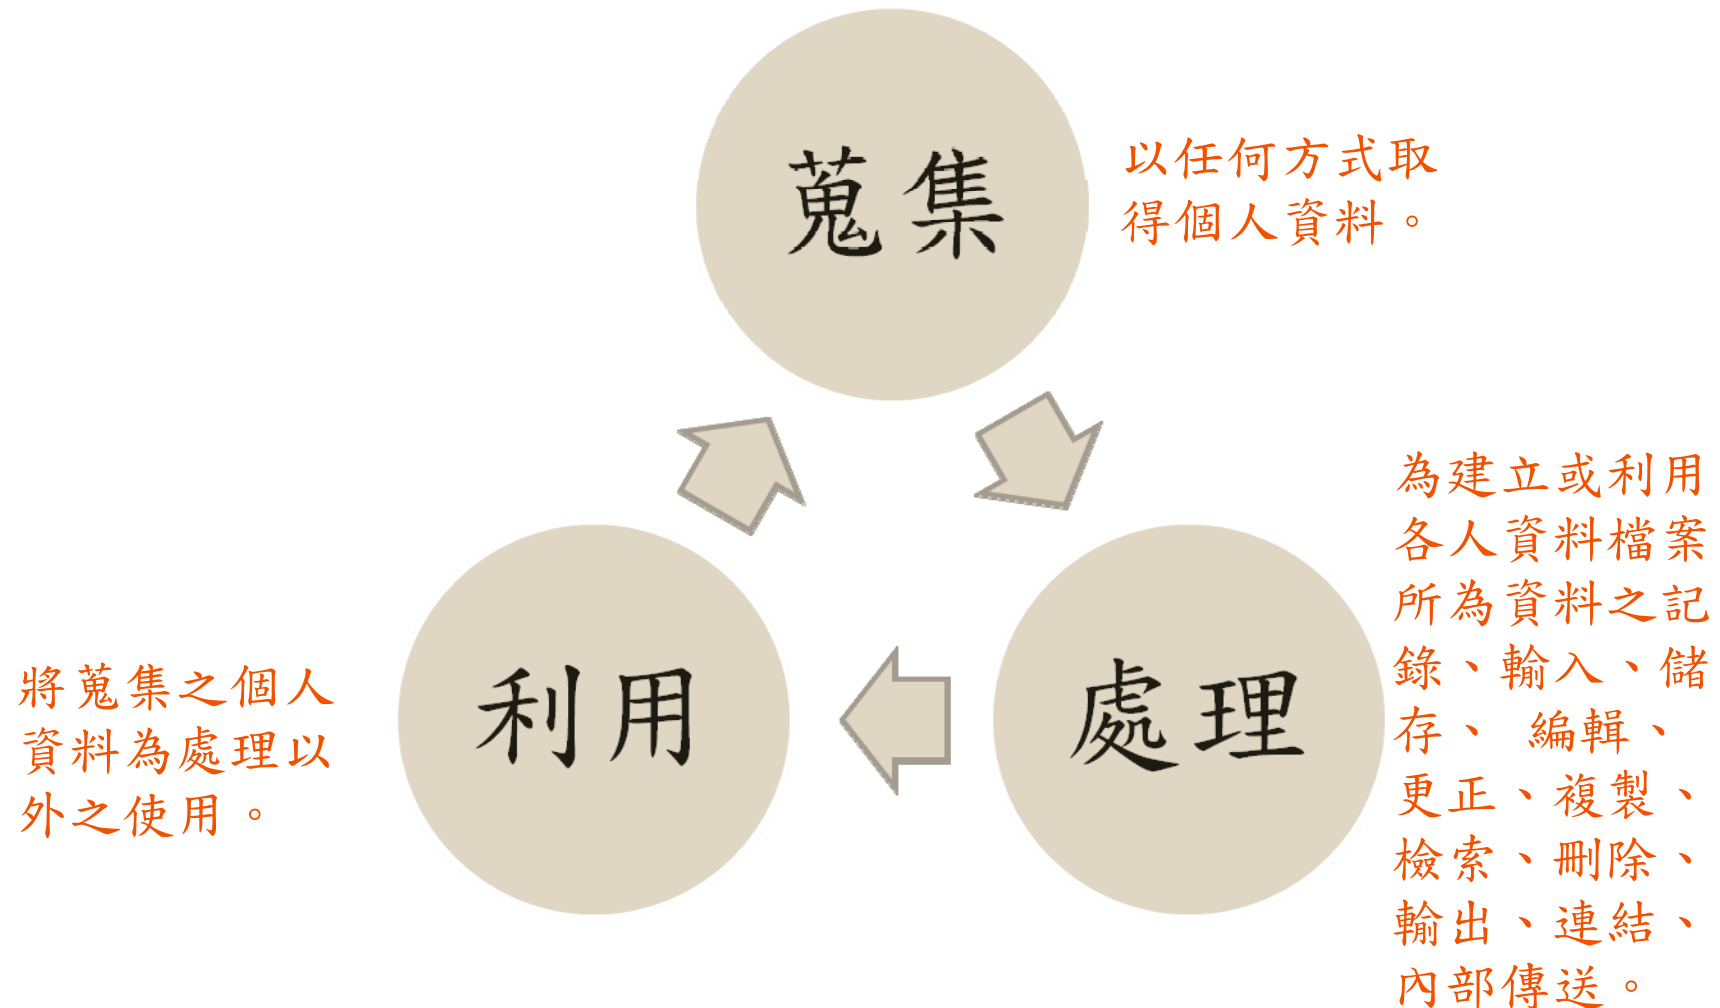 蒐集
以任何方式取
得個人資料。
為建立或利用
各人資料檔案
所為資料之記
錄、輸入、儲
存、 編輯、
更正、複製、
檢索、刪除、
輸出、連結、
內部傳送。
處理
利用
將蒐集之個人
資料為處理以
外之使用。